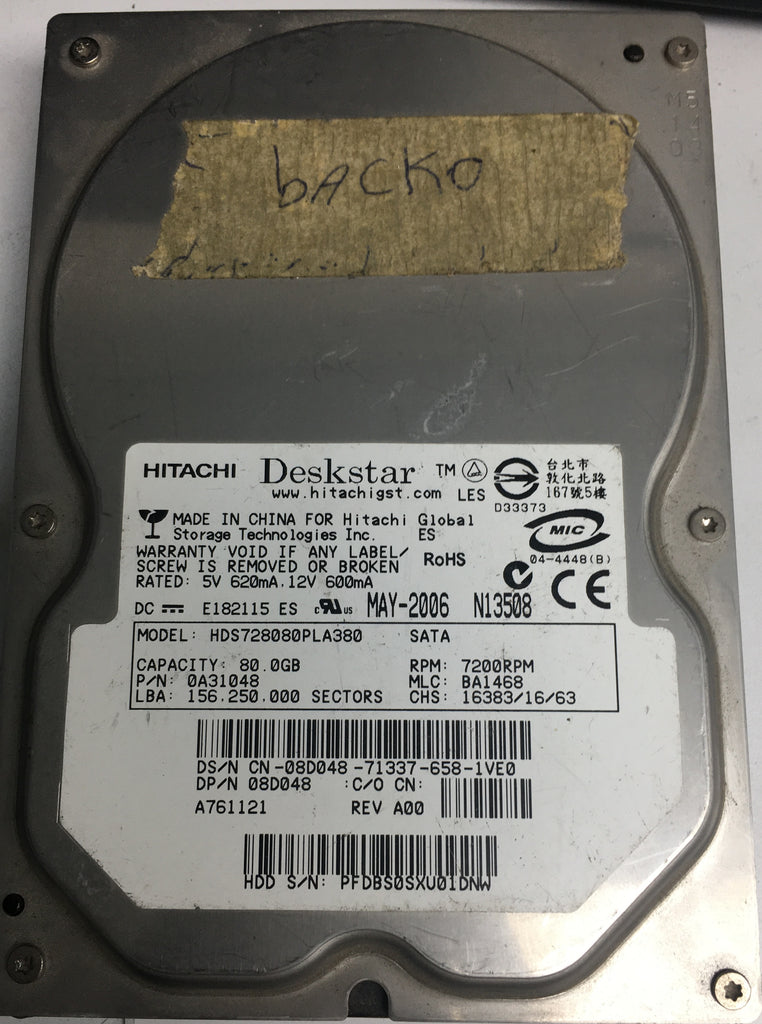 bACKO
HITACHI Deskstar TM
www.hitachigst.com LES
D33373
台北市
敦化北路
167號5樓
MADE IN CHINA FOR Hitachi Global
Storage Technologies Inc. ES
WARRANTY VOID IF ANY LABEL/
SCREW IS REMOVED OR BROKEN
RoHS
MIC
04-4448(B)
RATED: 5V 620mA.12V 600mA
CE
DC E182115 ES c RU us MAY-2006 N13508
MODEL: HDS728080PLA380 SATA
CAPACITY: 80.0GB RPM: 7200RPM
P/N: 0A31048 MLC: BA1468
LBA: 156.250.000 SECTORS CHS: 16383/16/63
DS/N CN-08D048-71337-658-1VE0
DP/N 08D048 :C/O CN:
A761121 REV A00
HDD S/N: PFDBS0SXU01DNW